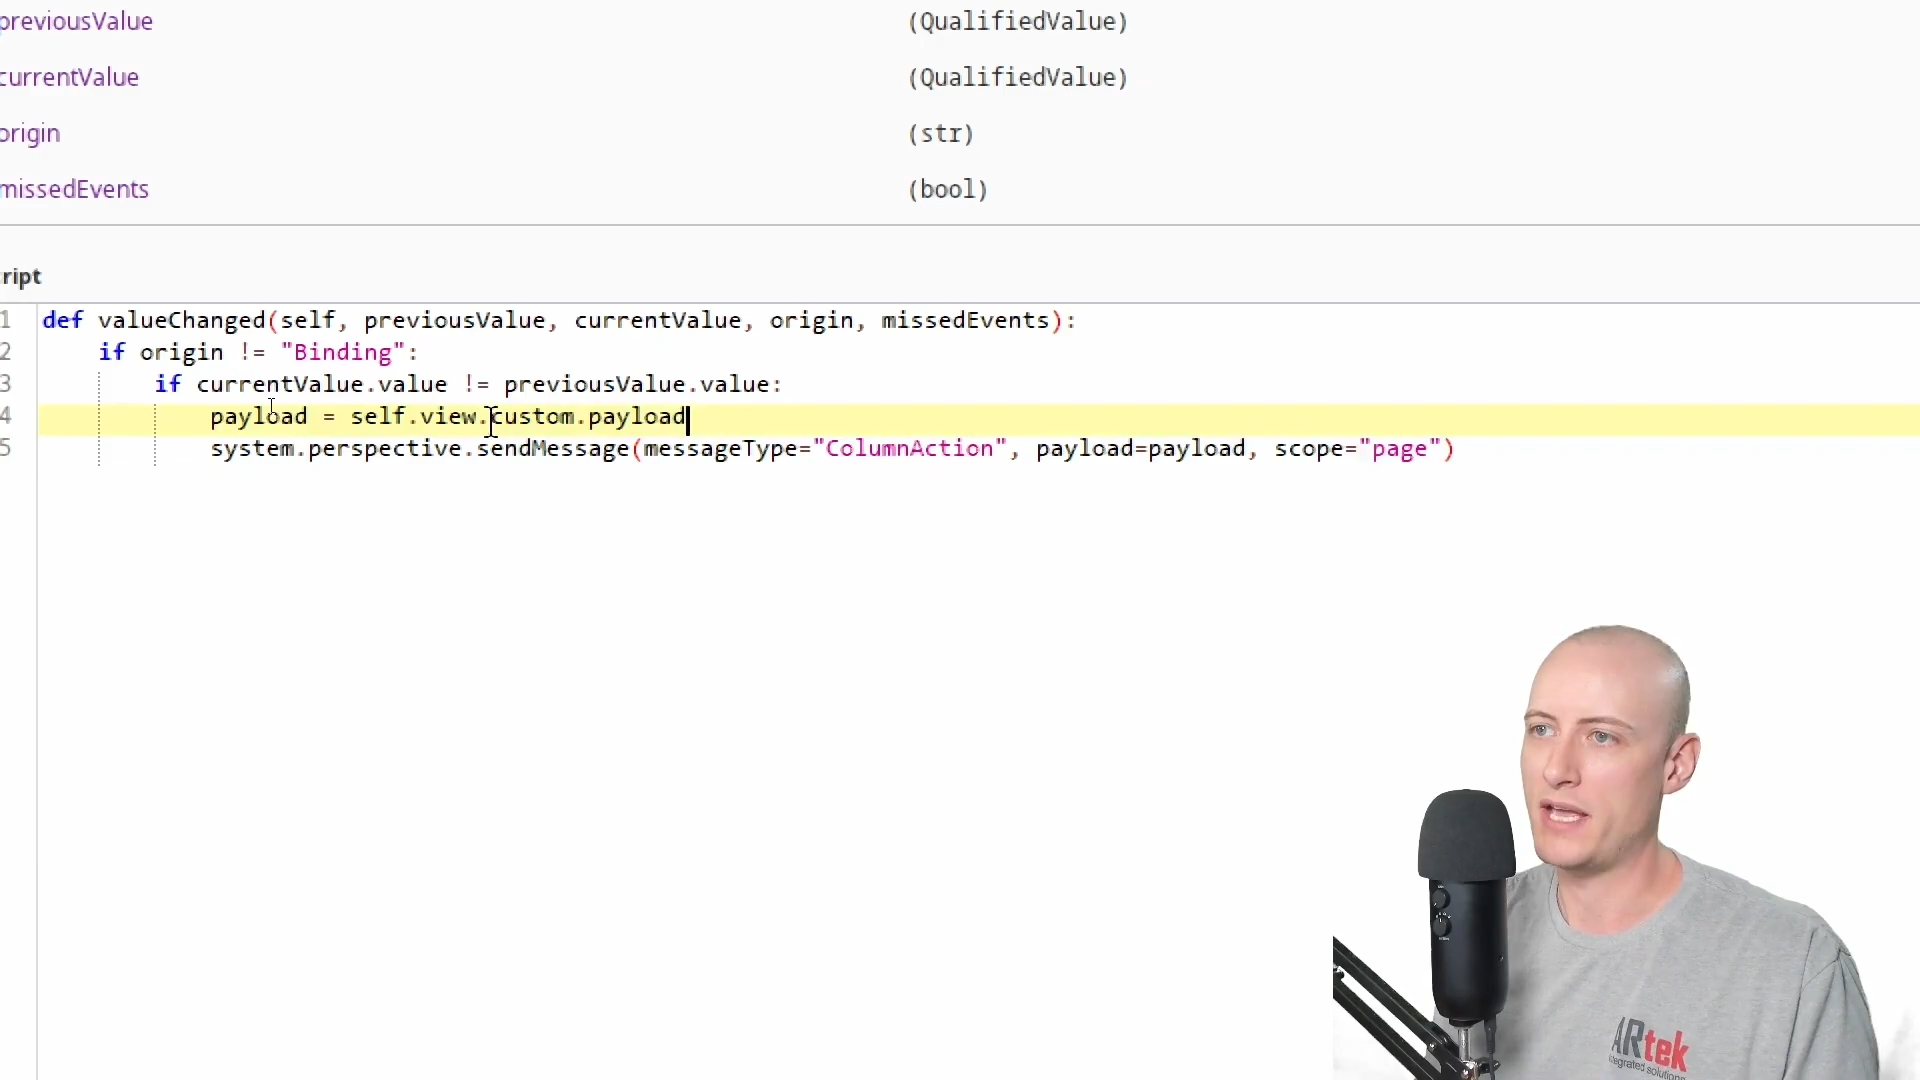 previousValue (QualifiedValue)
currentValue (QualifiedValue)
origin (str)
missedEvents (bool)
ript
1 def valueChanged(self, previousValue, currentValue, origin, missedEvents):
2 if origin != "Binding":
3 if currentValue.value != previousValue.value:
4 payload = self.view.custom.payload
5 system.perspective.sendMessage(messageType="ColumnAction", payload=payload, scope="page")
ARtek
integrated solutions